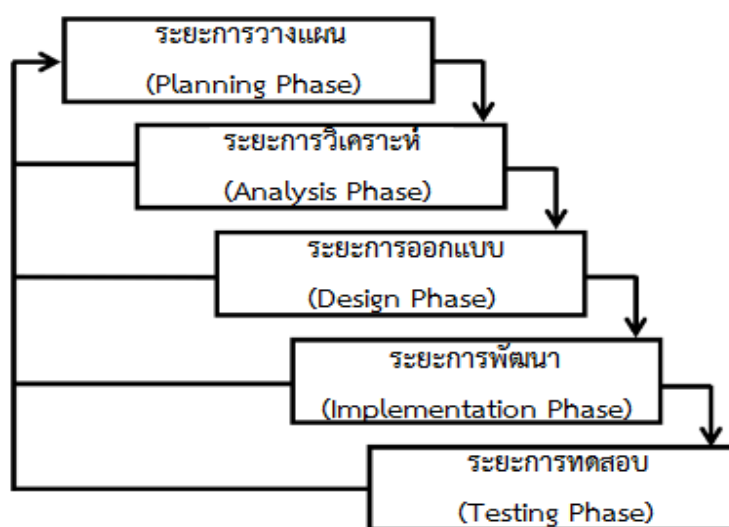 ระยะการวางแผน
(Planning Phase)
ระยะการวิเคราะห์
(Analysis Phase)
ระยะการออกแบบ
(Design Phase)
ระยะการพัฒนา
(Implementation Phase)
ระยะการทดสอบ
(Testing Phase)